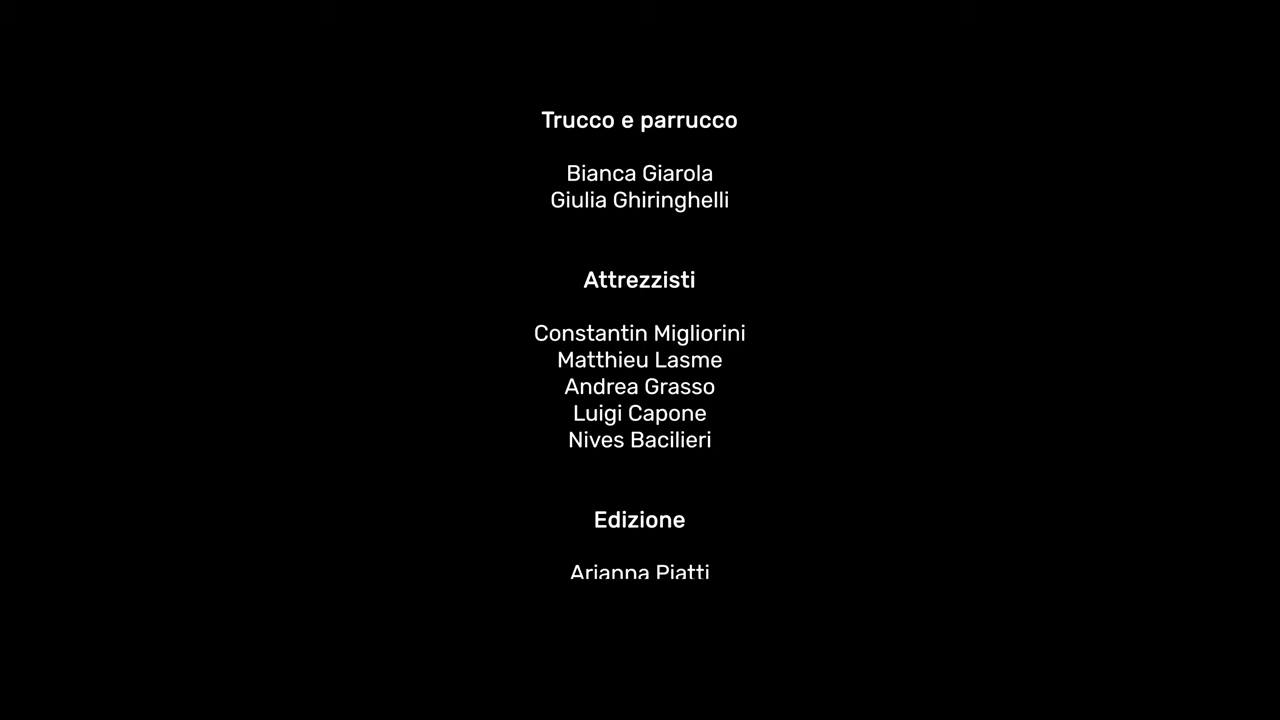 Trucco e parrucco
Bianca Giarola
Giulia Ghiringhelli
Attrezzisti
Constantin Migliorini
Matthieu Lasme
Andrea Grasso
Luigi Capone
Nives Bacilieri
Edizione
Arianna Piatti